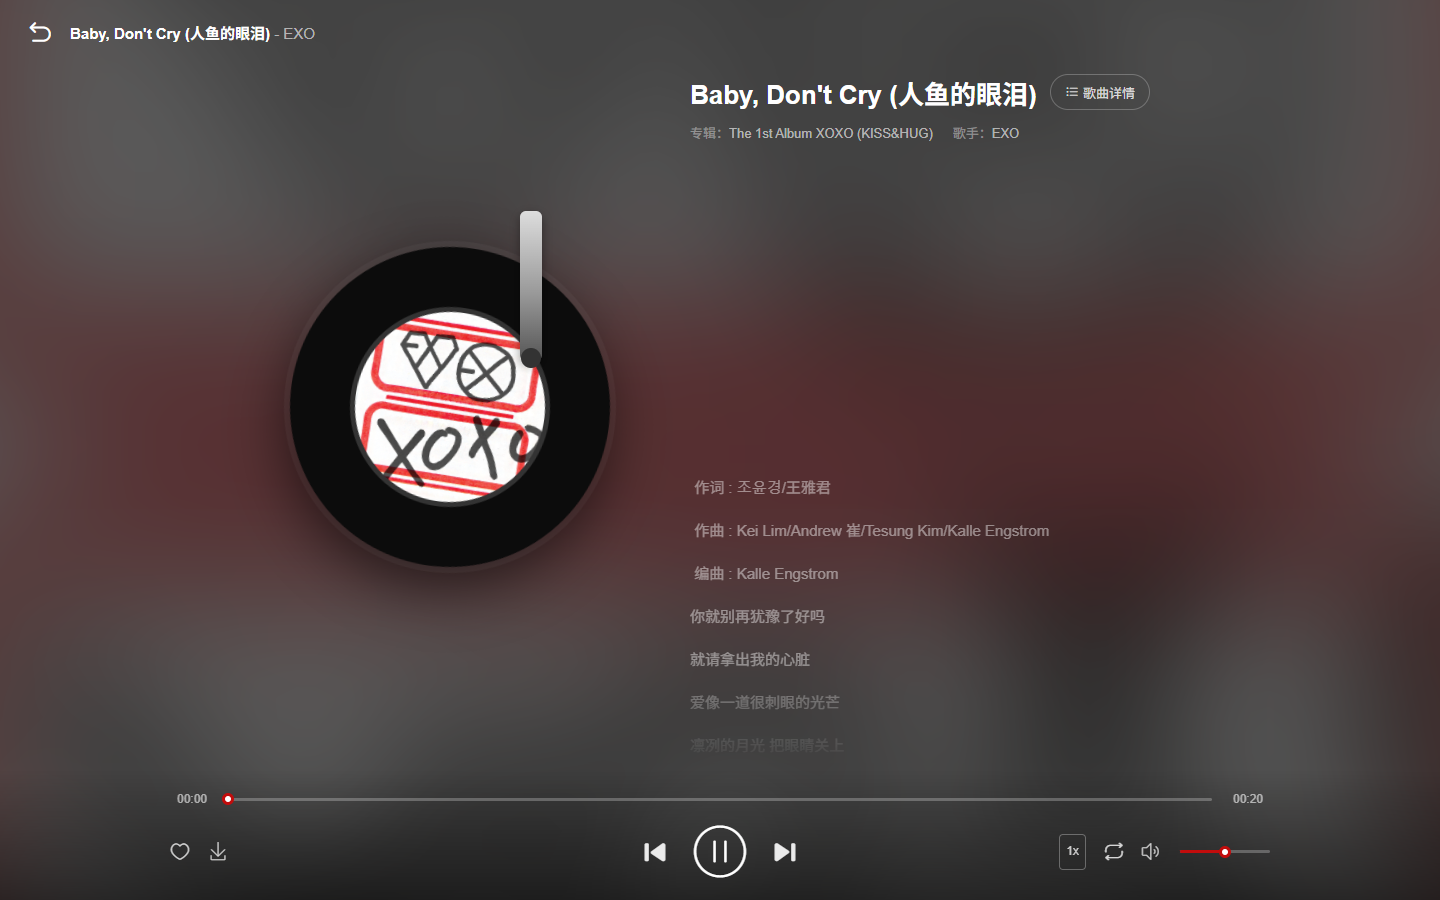 Baby, Don't Cry (人鱼的眼泪) - EXO
Baby, Don't Cry (人鱼的眼泪) 歌曲详情
专辑：The 1st Album XOXO (KISS&HUG) 歌手：EXO
EXO
XOXO
作词 : 조윤경/王雅君
作曲 : Kei Lim/Andrew 崔/Tesung Kim/Kalle Engstrom
编曲 : Kalle Engstrom
你就别再犹豫了好吗
就请拿出我的心脏
爱像一道很刺眼的光芒
凛冽的月光 把眼睛关上
00:00 00:20
1x